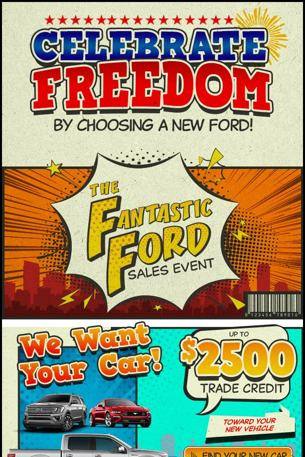 CELEBRATE
FREEDOM
BY CHOOSING A NEW FORD!
THE
FANTASTIC
FORD
SALES EVENT
We Want
Your Car!
UP TO
$2500
TRADE CREDIT
TOWARD YOUR
NEW VEHICLE
FIND YOUR NEW CAR